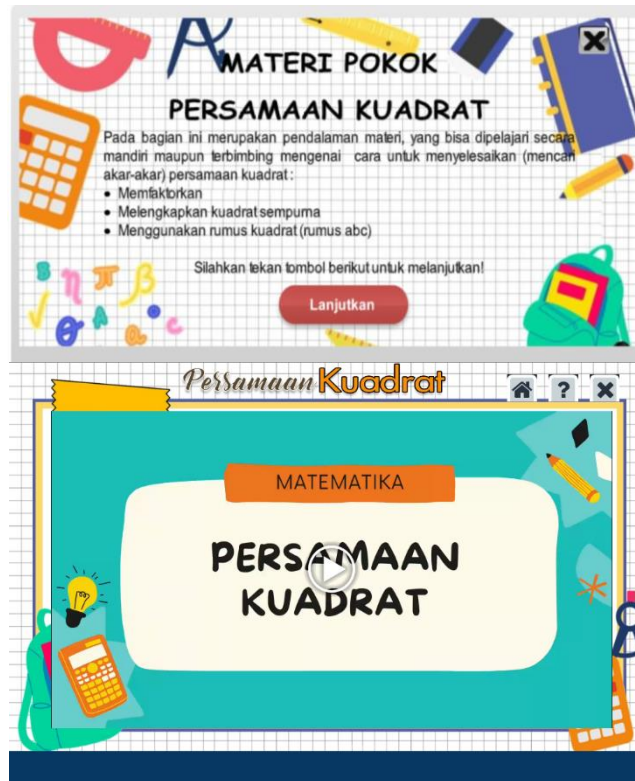 MATERI POKOK
PERSAMAAN KUADRAT
Pada bagian ini merupakan pendalaman materi, yang bisa dipelajari secara
mandiri maupun terbimbing mengenai cara untuk menyelesaikan (mencari
akar-akar) persamaan kuadrat :
• Memfaktorkan
• Melengkapkan kuadrat sempurna
• Menggunakan rumus kuadrat (rumus abc)
Silahkan tekan tombol berikut untuk melanjutkan!
Lanjutkan
Persamaan Kuadrat
?
MATEMATIKA
PERSAMAAN
KUADRAT